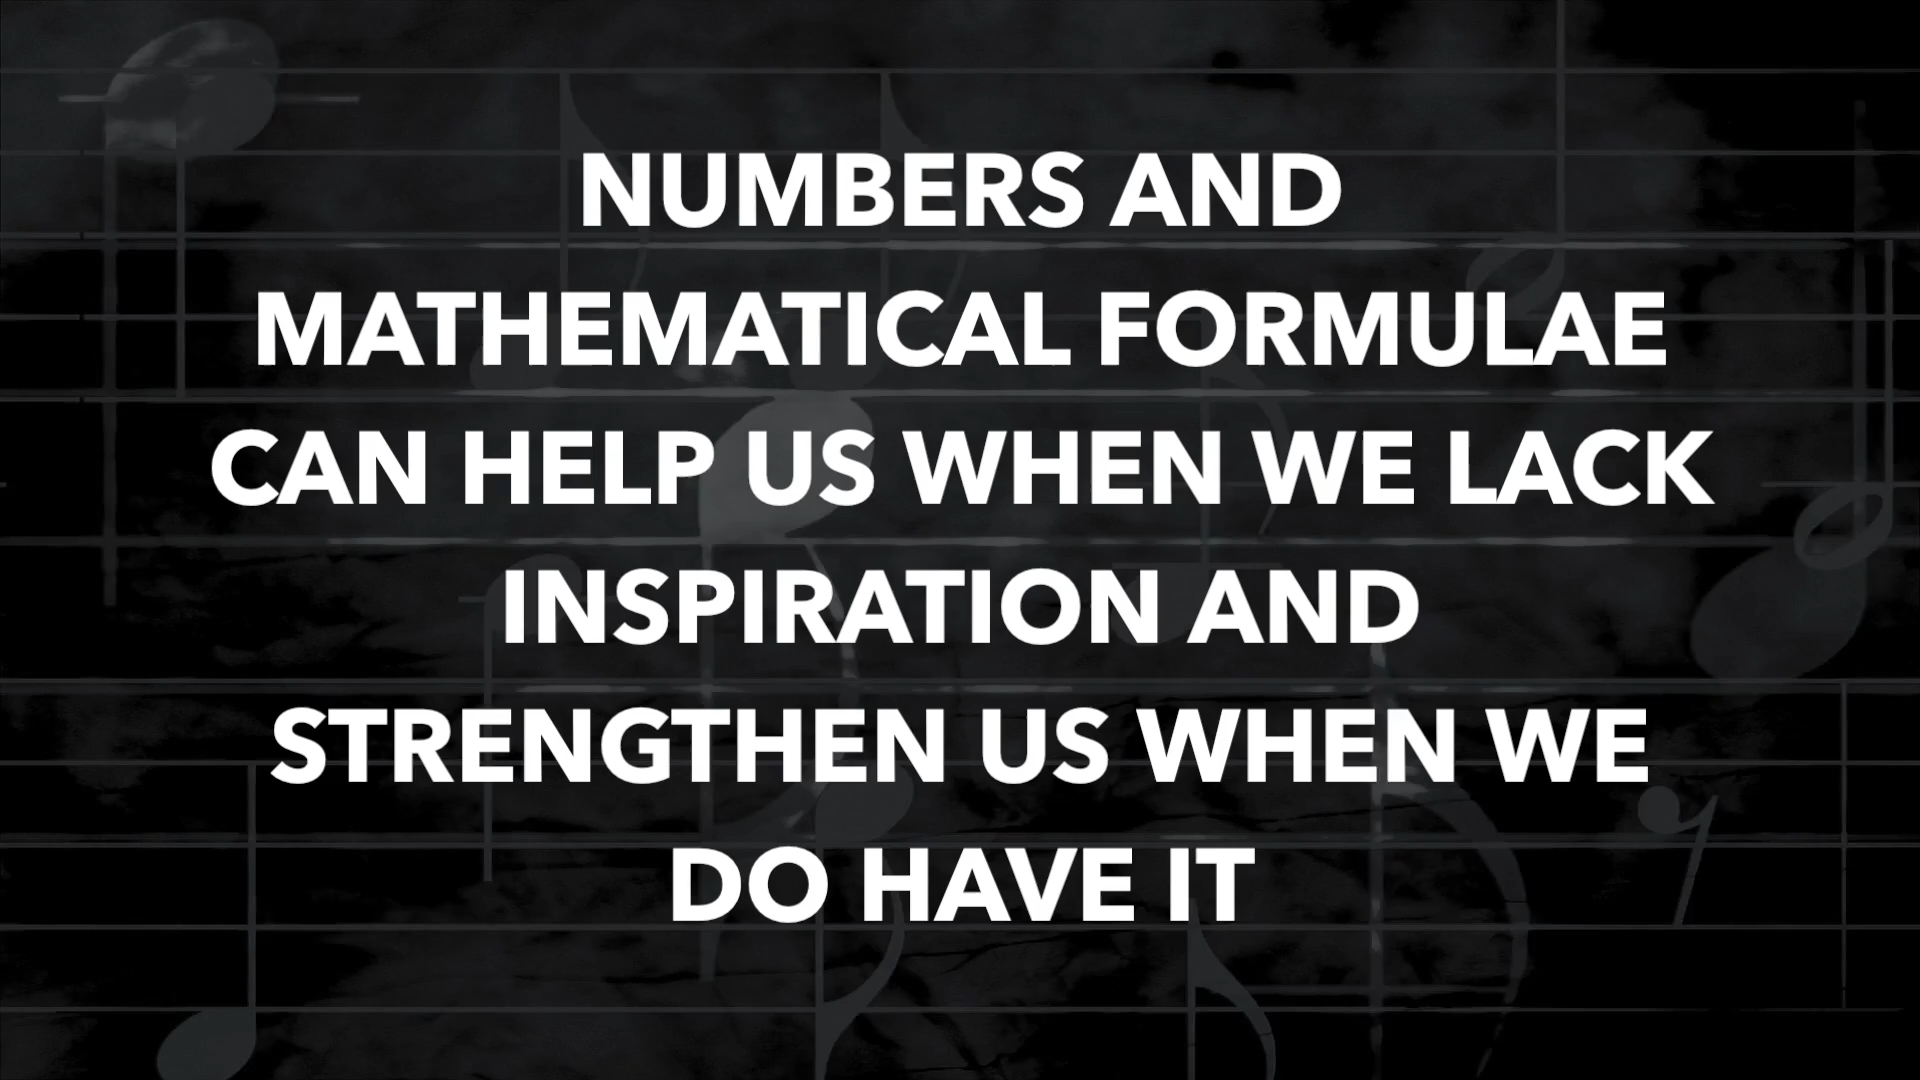 NUMBERS AND
MATHEMATICAL FORMULAE
CAN HELP US WHEN WE LACK
INSPIRATION AND
STRENGTHEN US WHEN WE
DO HAVE IT